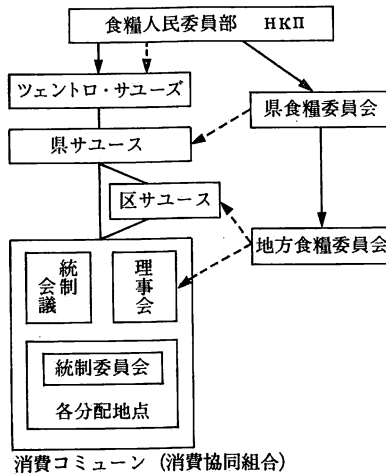 食糧人民委員部 НКП
ツェントロ・サユーズ
県食糧委員会
県サユース
区サユース
地方食糧委員会
統制会議
理事会
統制委員会
各分配地点
消費コミューン(消費協同組合)